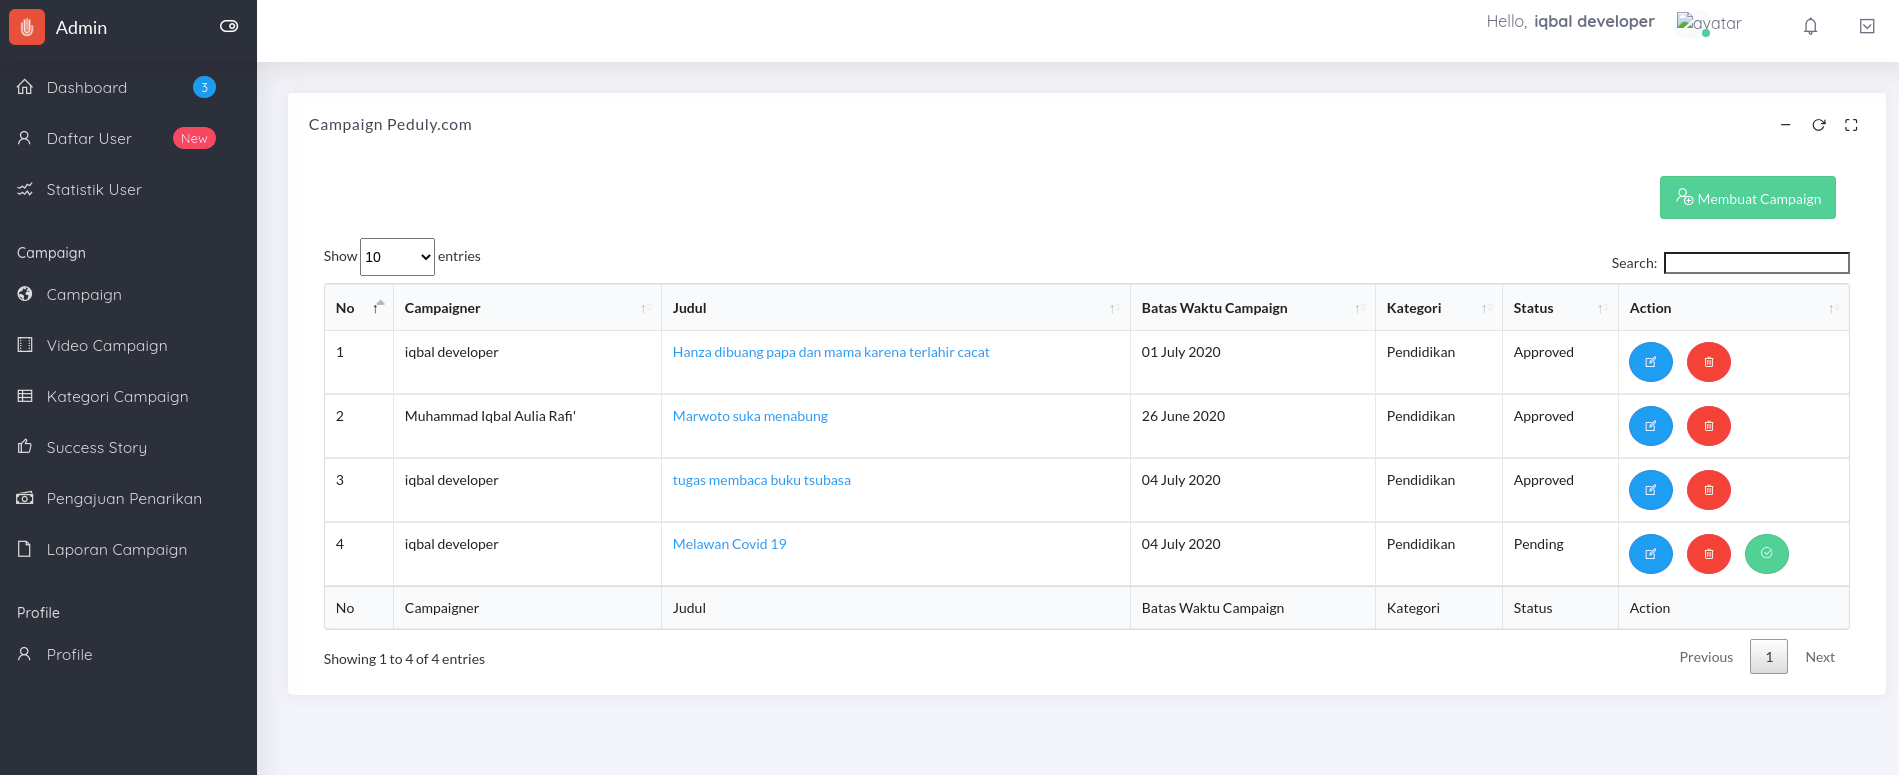 Admin
Hello, iqbal developer
avatar
Dashboard 3
Daftar User New
Statistik User
Campaign
Campaign
Video Campaign
Kategori Campaign
Success Story
Pengajuan Penarikan
Laporan Campaign
Profile
Profile
Campaign Peduly.com
Membuat Campaign
Show 10 entries
Search:
No Campaigner Judul Batas Waktu Campaign Kategori Status Action
1 iqbal developer Hanza dibuang papa dan mama karena terlahir cacat 01 July 2020 Pendidikan Approved
2 Muhammad Iqbal Aulia Rafi' Marwoto suka menabung 26 June 2020 Pendidikan Approved
3 iqbal developer tugas membaca buku tsubasa 04 July 2020 Pendidikan Approved
4 iqbal developer Melawan Covid 19 04 July 2020 Pendidikan Pending
No Campaigner Judul Batas Waktu Campaign Kategori Status Action
Showing 1 to 4 of 4 entries
Previous 1 Next